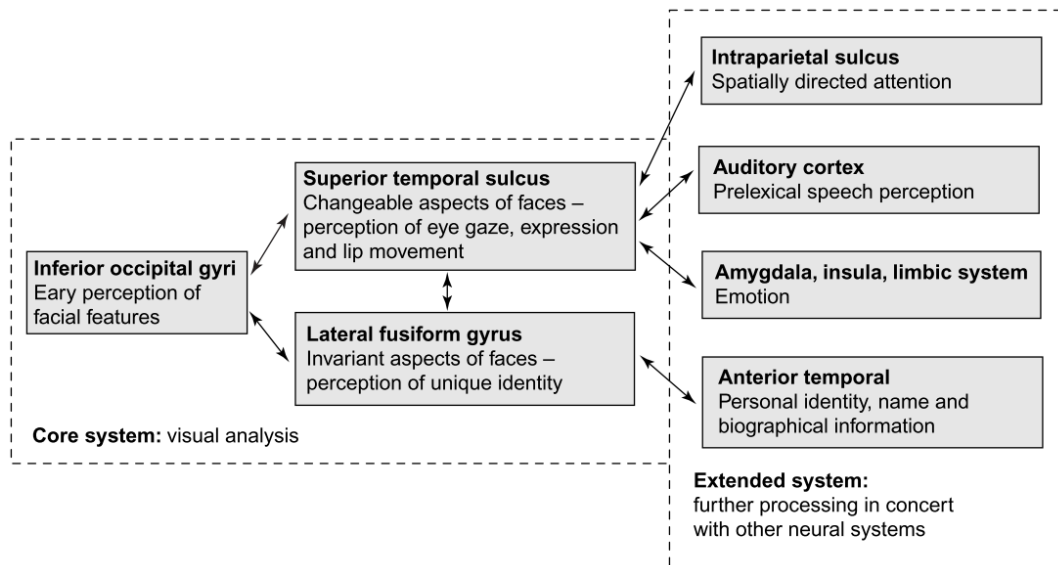 Intraparietal sulcus
Spatially directed attention
Auditory cortex
Prelexical speech perception
Superior temporal sulcus
Changeable aspects of faces –
perception of eye gaze, expression
and lip movement
Inferior occipital gyri
Eary perception of
facial features
Amygdala, insula, limbic system
Emotion
Lateral fusiform gyrus
Invariant aspects of faces –
perception of unique identity
Anterior temporal
Personal identity, name and
biographical information
Core system: visual analysis
Extended system:
further processing in concert
with other neural systems